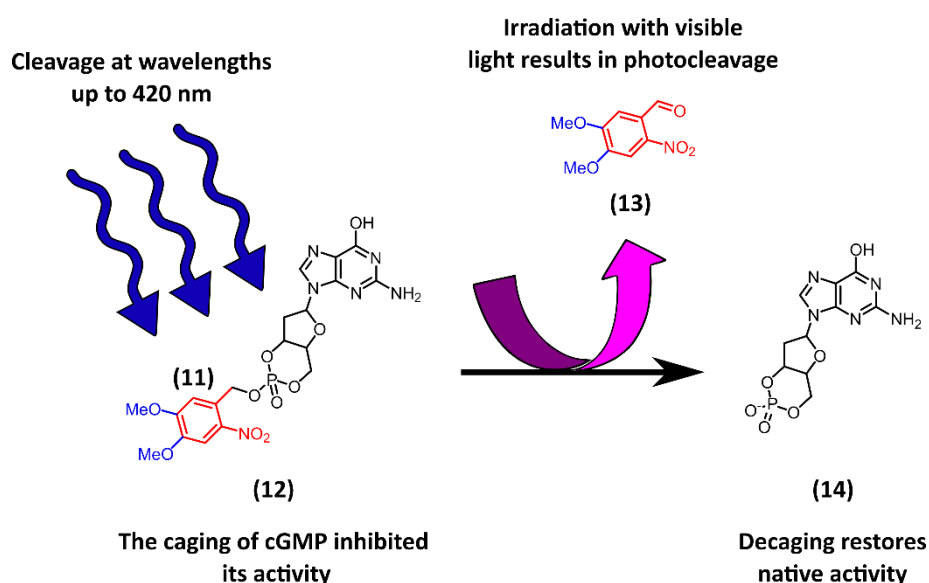 Cleavage at wavelengths
up to 420 nm
Irradiation with visible
light results in photocleavage
MeO
MeO
O
NO2
(13)
OH
N
N
N
N
NH2
O
O
P
O
O
O
(11)
MeO
MeO
NO2
(12)
The caging of cGMP inhibited
its activity
OH
N
N
N
N
NH2
O
O
O-
P
O
O
(14)
Decaging restores
native activity